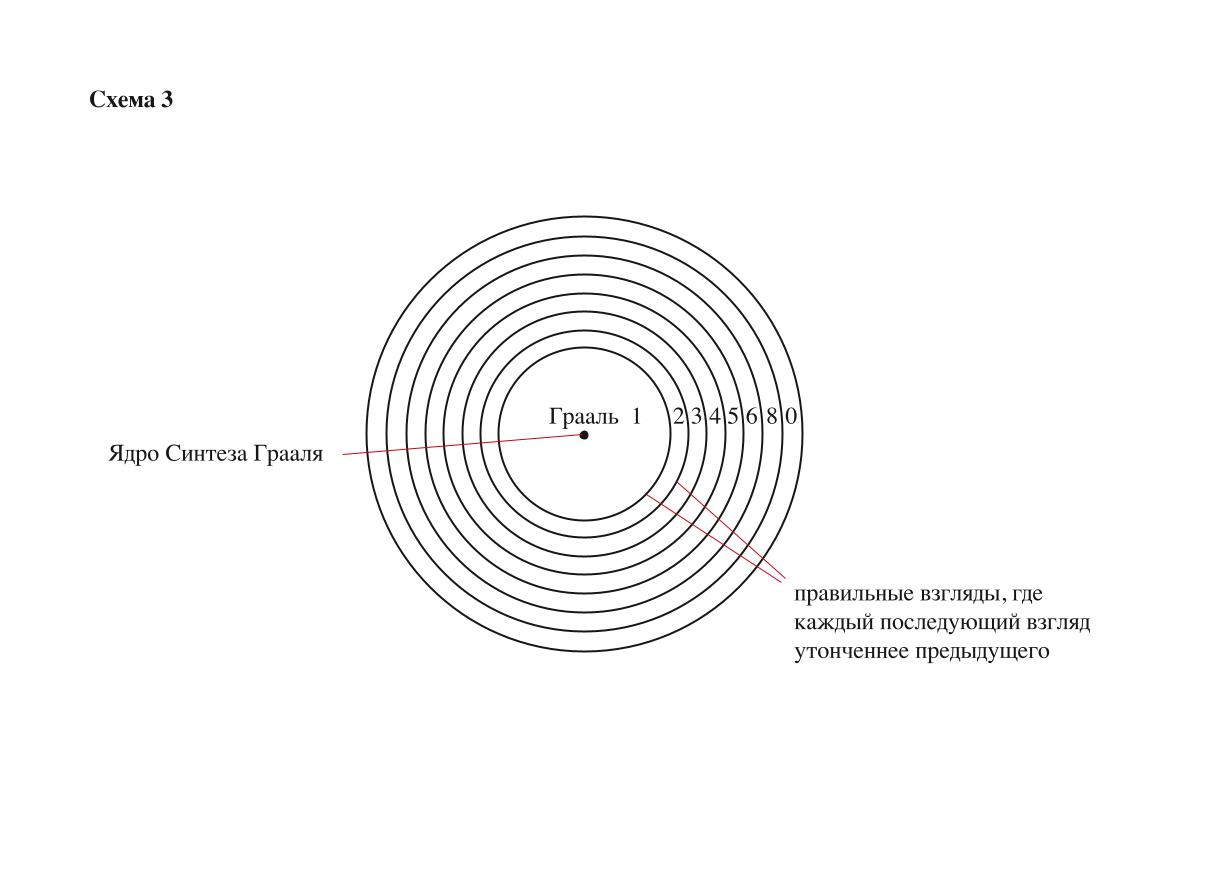 Схема 3
Грааль 1 2 3 4 5 6 8 0
Ядро Синтеза Грааля
правильные взгляды, где
каждый последующий взгляд
утонченнее предыдущего